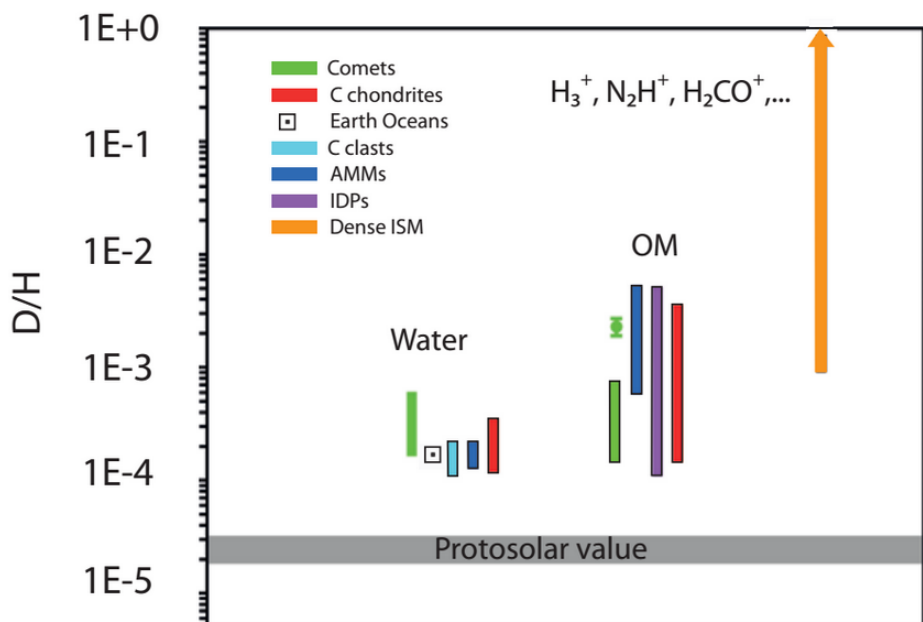 1E+0
1E-1
1E-2
1E-3
1E-4
1E-5
D/H
Comets
C chondrites
Earth Oceans
C clasts
AMMs
IDPs
Dense ISM
H₃⁺, N₂H⁺, H₂CO⁺,...
OM
Water
Protosolar value